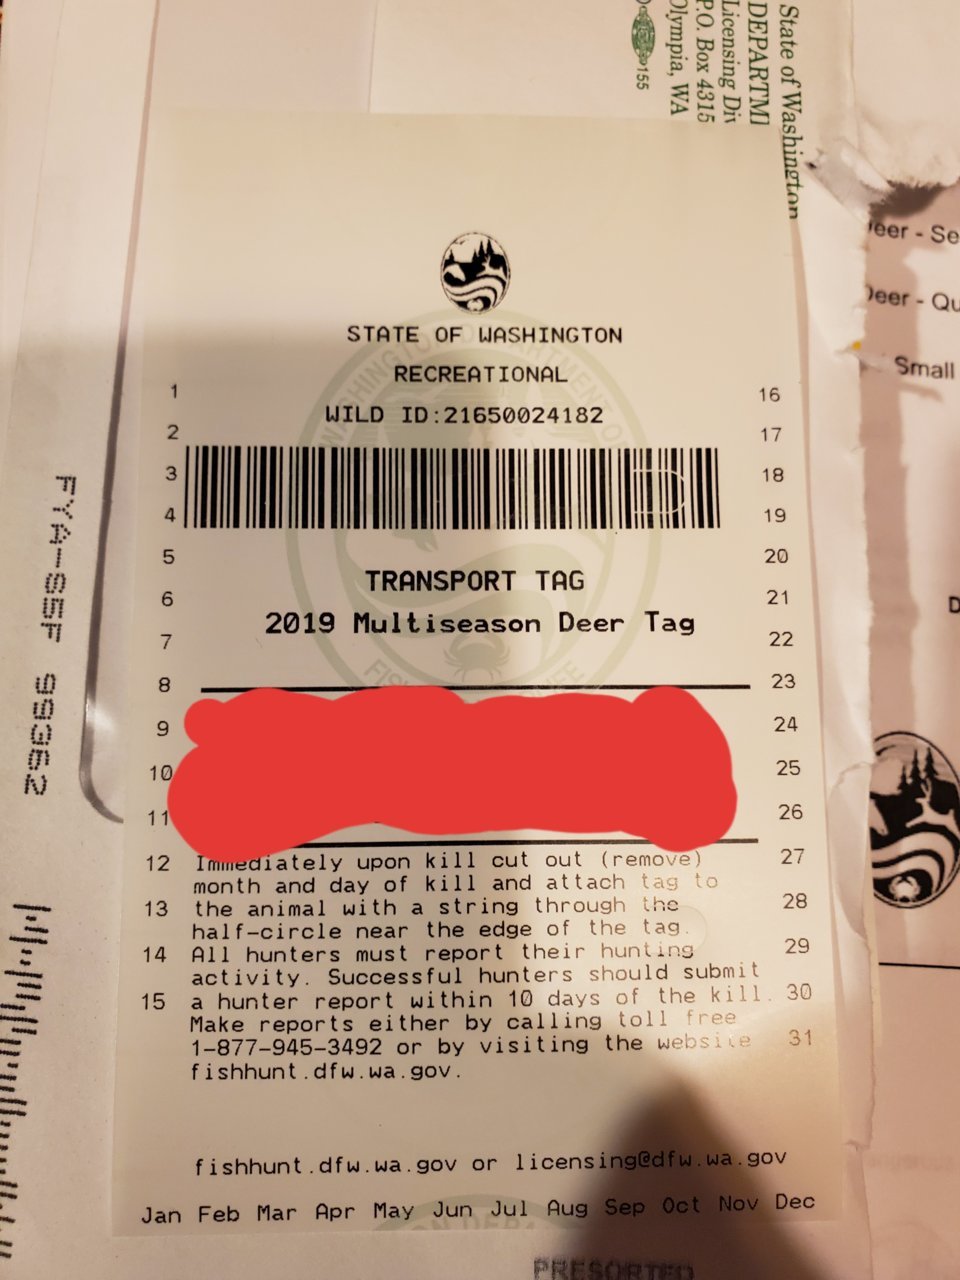 State of Washington
DEPARTM
Licensing Div
P.O. Box 4315
Olympia, WA
155
eer - Se
eer - Qu
Small
D
FYA-S5F 99362
STATE OF WASHINGTON
RECREATIONAL
WILD ID:21650024182
TRANSPORT TAG
2019 Multiseason Deer Tag
1
2
3
4
5
6
7
8
9
10
11
12
13
14
15
16
17
18
19
20
21
22
23
24
25
26
27
28
29
30
31
Immediately upon kill cut out (remove)
month and day of kill and attach tag to
the animal with a string through the
half-circle near the edge of the tag.
All hunters must report their hunting
activity. Successful hunters should submit
a hunter report within 10 days of the kill.
Make reports either by calling toll free
1-877-945-3492 or by visiting the website
fishhunt.dfw.wa.gov.
fishhunt.dfw.wa.gov or licensing@dfw.wa.gov
Jan Feb Mar Apr May Jun Jul Aug Sep Oct Nov Dec
PRESORTED